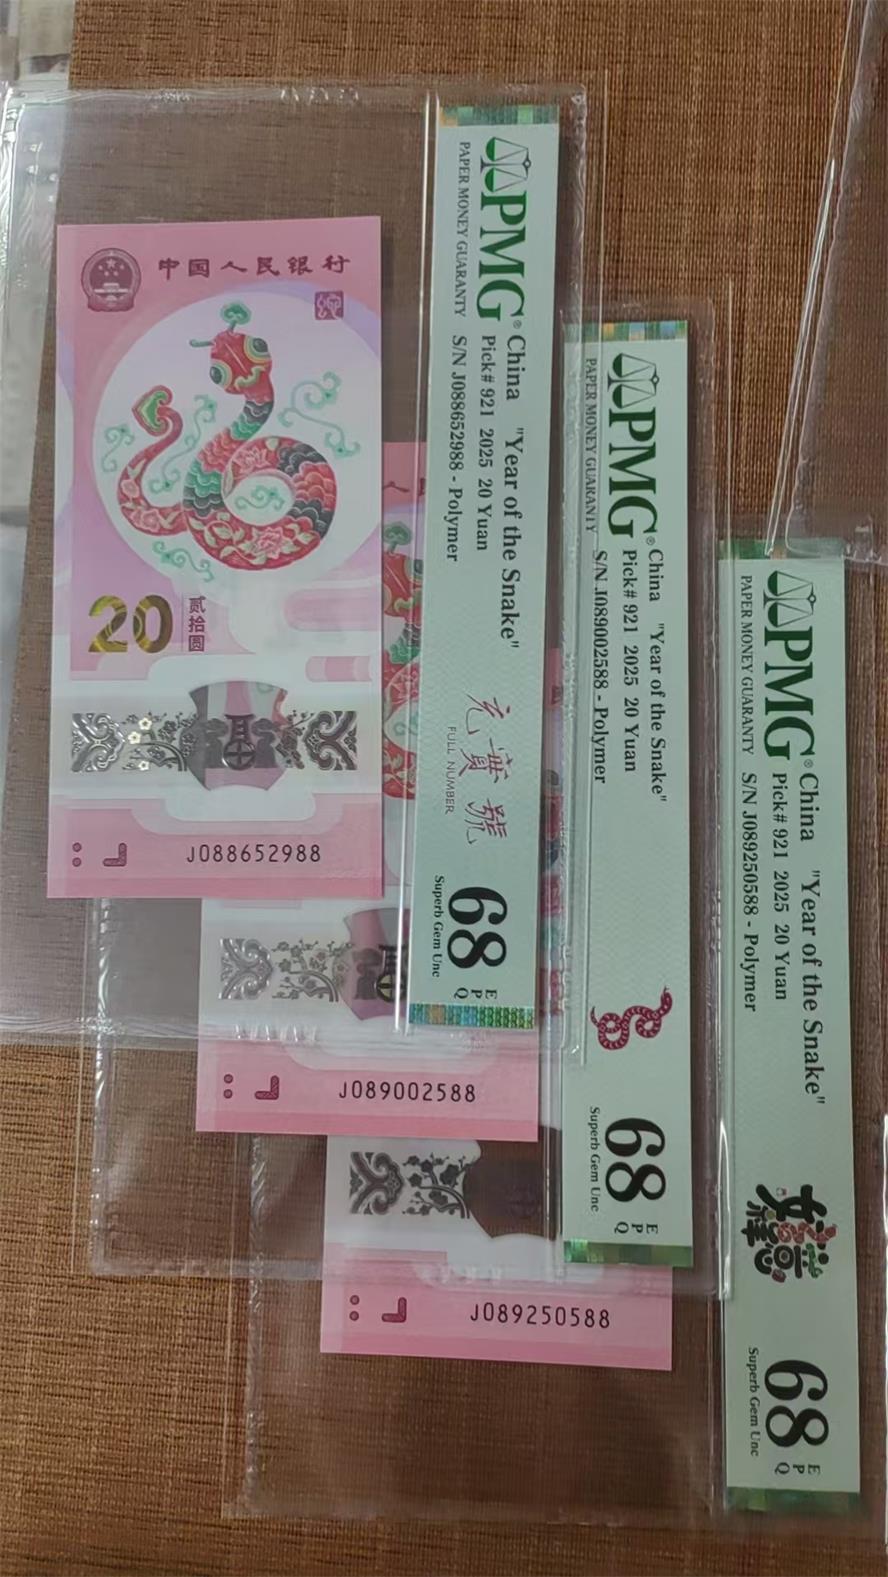 中国人民银行
20
贰拾圆
J088652988
PMG®
PAPER MONEY GUARANTY
China "Year of the Snake"
Pick# 921 2025 20 Yuan
S/N J088652988 - Polymer
无實號
FULL NUMBER
68
EPQ
Superb Gem Unc
J089002588
PMG®
PAPER MONEY GUARANTY
China "Year of the Snake"
Pick# 921 2025 20 Yuan
S/N J089002588 - Polymer
68
EPQ
Superb Gem Unc
J089250588
PMG®
PAPER MONEY GUARANTY
China "Year of the Snake"
Pick# 921 2025 20 Yuan
S/N J089250588 - Polymer
68
EPQ
Superb Gem Unc